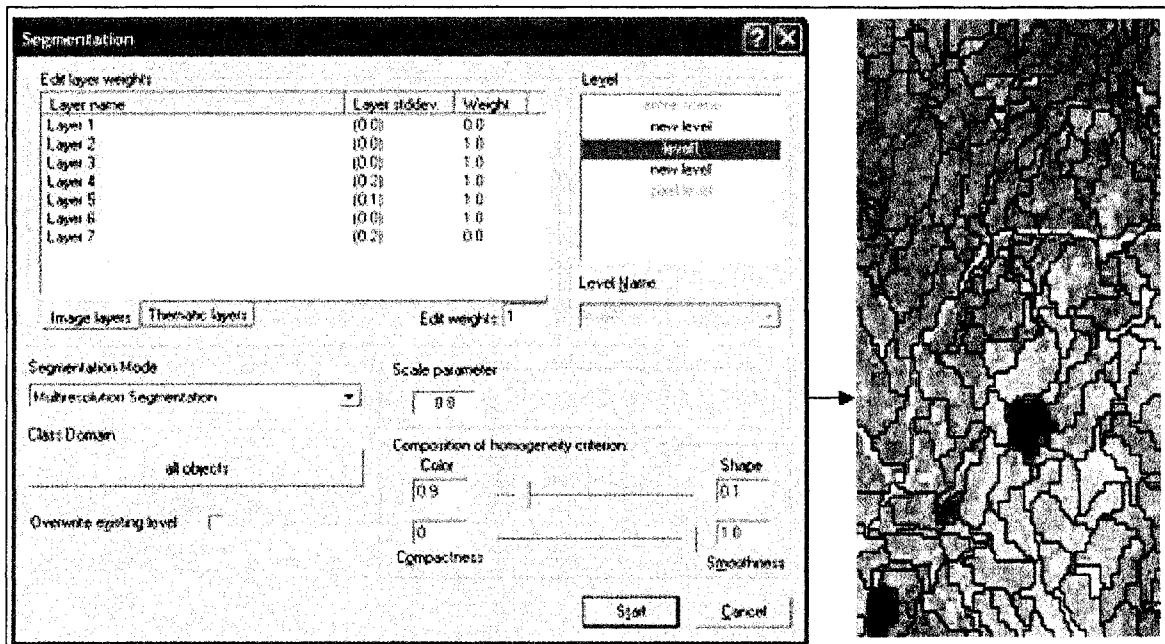 Segmentation
Edit layer weights
Layer name Layer stddev. Weight
Layer 1 (0.0) 0.0
Layer 2 (0.0) 1.0
Layer 3 (0.0) 1.0
Layer 4 (0.2) 1.0
Layer 5 (0.1) 1.0
Layer 6 (0.0) 1.0
Layer 7 (0.2) 0.0
Image layers Thematic layers
Edit weights 1
Level
new level
level1
new level
pixel level
Level Name
Segmentation Mode
Multiresolution Segmentation
Class Domain
all objects
Overwrite existing level
Scale parameter
0.8
Composition of homogeneity criterion
Color Shape
0.9 0.1
0 1.0
Compactness Smoothness
Start Cancel